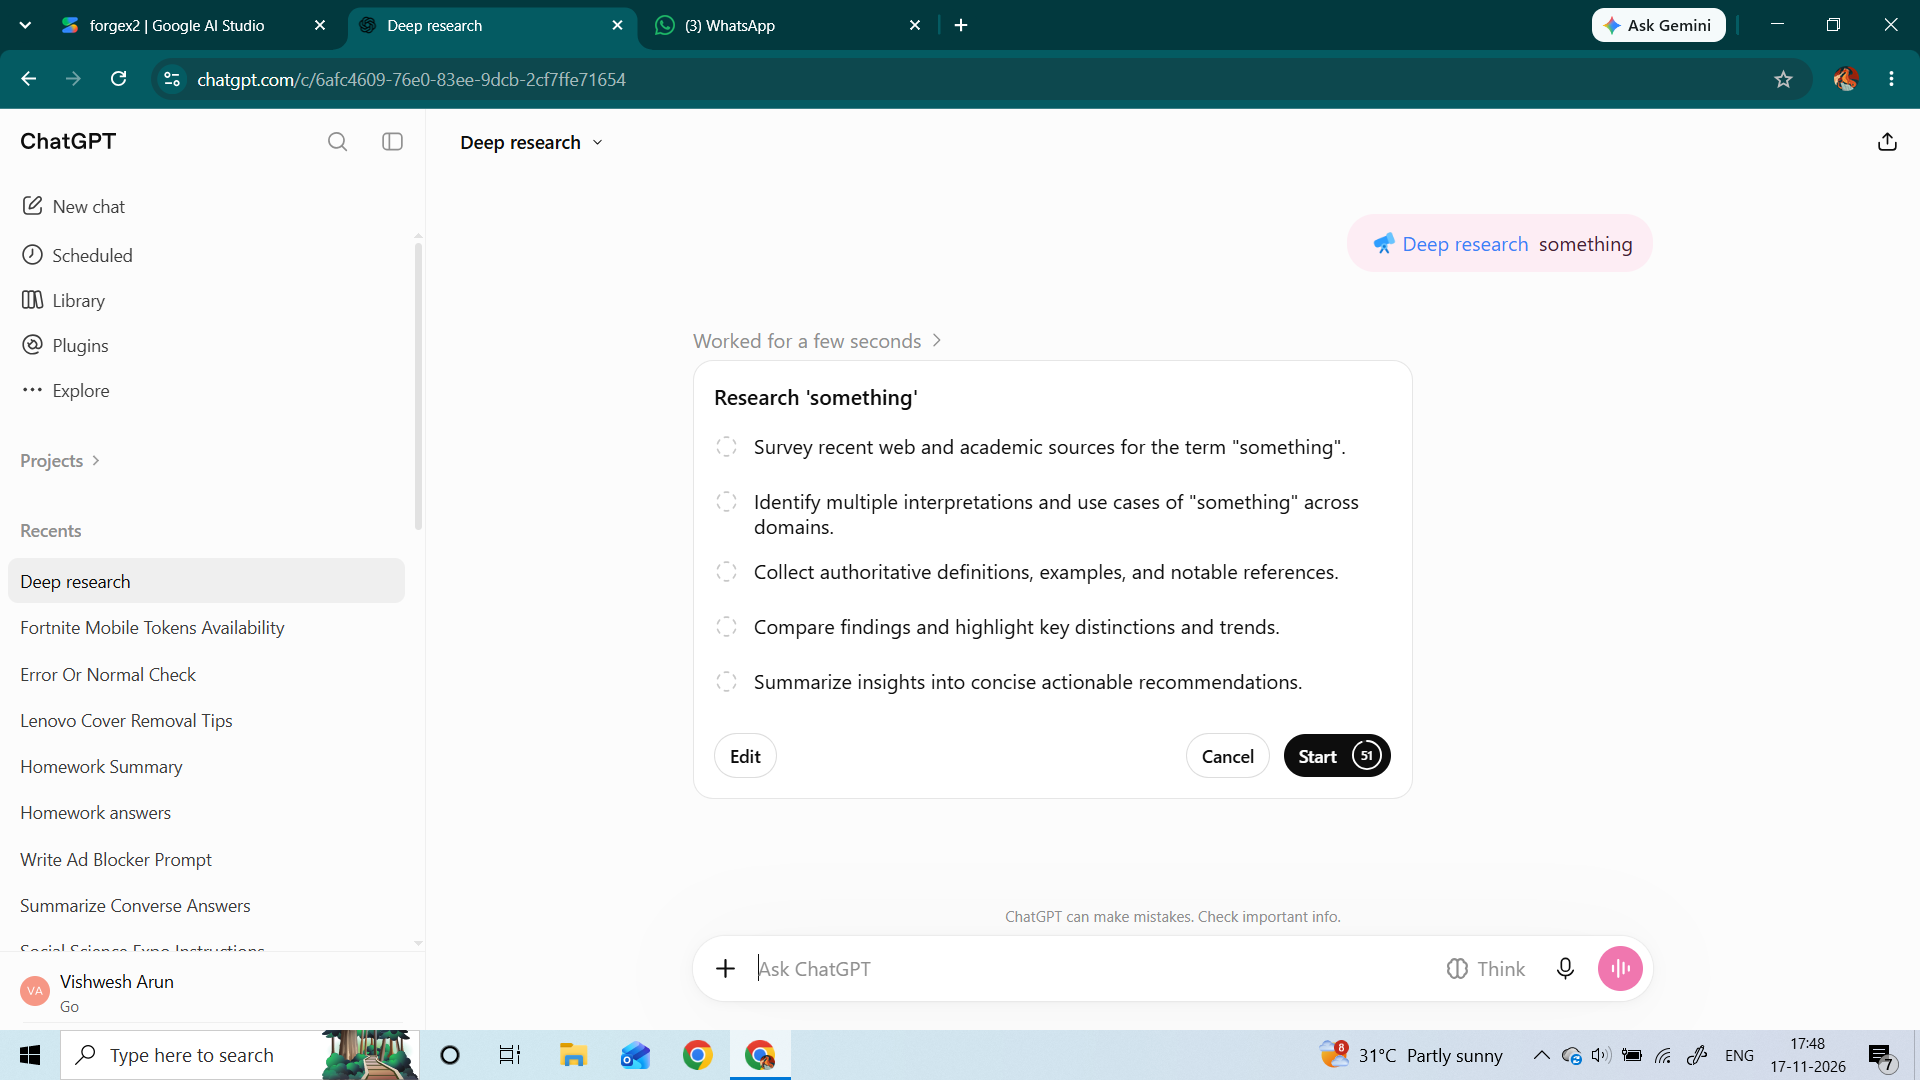 forgex2 | Google AI Studio
Deep research
(3) WhatsApp
Ask Gemini
chatgpt.com/c/6afc4609-76e0-83ee-9dcb-2cf7ffe71654
ChatGPT
New chat
Scheduled
Library
Plugins
Explore
Projects
Recents
Deep research
Fortnite Mobile Tokens Availability
Error Or Normal Check
Lenovo Cover Removal Tips
Homework Summary
Homework answers
Write Ad Blocker Prompt
Summarize Converse Answers
Social Science Expo Instructions
VA
Vishwesh Arun
Go
Deep research
Deep research something
Worked for a few seconds
Research 'something'
Survey recent web and academic sources for the term "something".
Identify multiple interpretations and use cases of "something" across
domains.
Collect authoritative definitions, examples, and notable references.
Compare findings and highlight key distinctions and trends.
Summarize insights into concise actionable recommendations.
Edit
Cancel
Start 51
ChatGPT can make mistakes. Check important info.
Ask ChatGPT
Think
Type here to search
8
31°C Partly sunny
ENG
17:48
17-11-2026
7